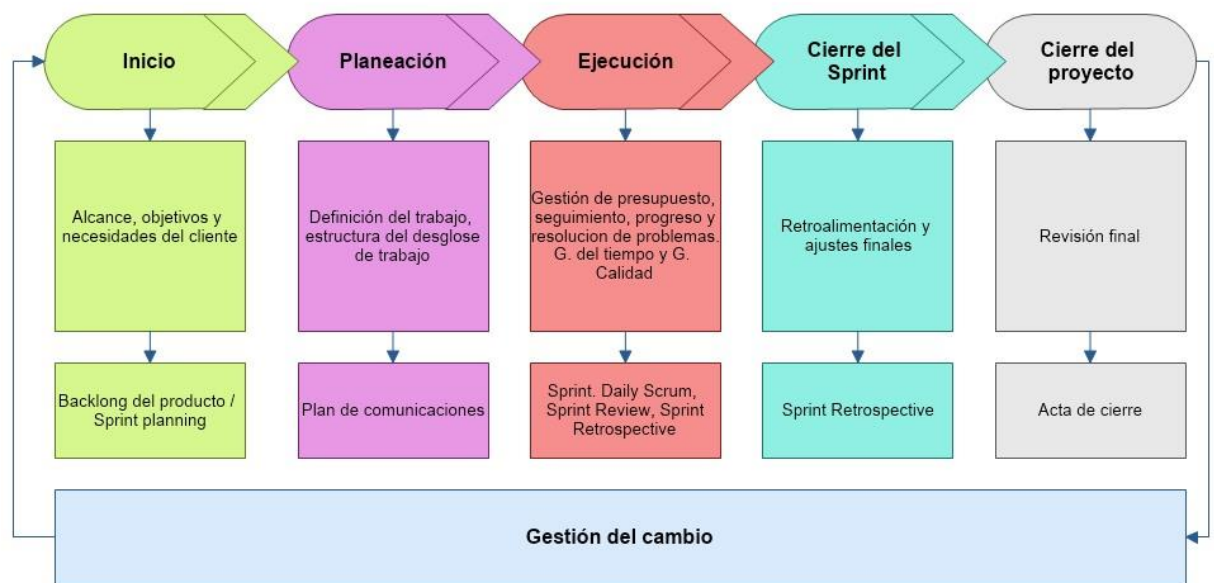 Inicio
Planeación
Ejecución
Cierre del
Sprint
Cierre del
proyecto
Alcance, objetivos y
necesidades del cliente
Definición del trabajo,
estructura del desglose
de trabajo
Gestión de presupuesto,
seguimiento, progreso y
resolucion de problemas.
G. del tiempo y G.
Calidad
Retroalimentación y
ajustes finales
Revisión final
Backlong del producto /
Sprint planning
Plan de comunicaciones
Sprint. Daily Scrum,
Sprint Review, Sprint
Retrospective
Sprint Retrospective
Acta de cierre
Gestión del cambio